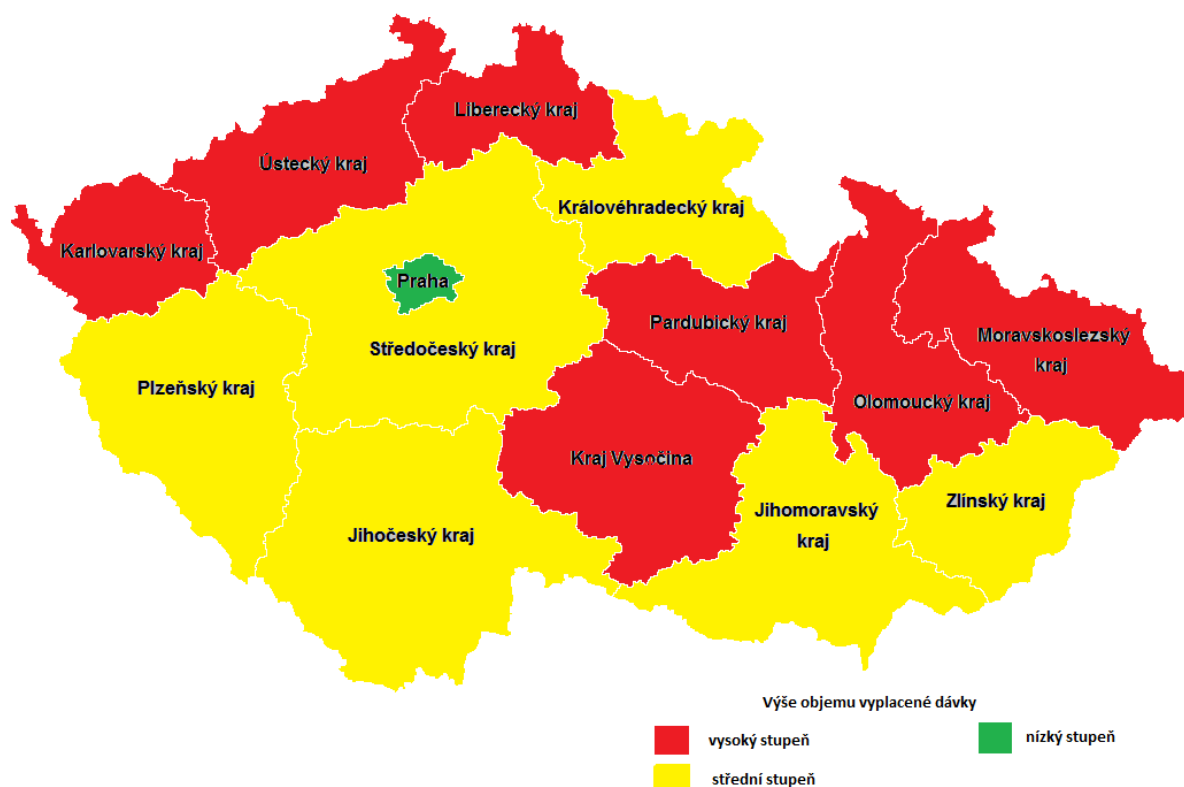 Liberecký kraj
Ústecký kraj
Královéhradecký kraj
Karlovarský kraj
Praha
Pardubický kraj
Středočeský kraj
Moravskoslezský
kraj
Plzeňský kraj
Olomoucký kraj
Kraj Vysočina
Zlínský kraj
Jihomoravský
kraj
Jihočeský kraj
Výše objemu vyplacené dávky
vysoký stupeň
nízký stupeň
střední stupeň